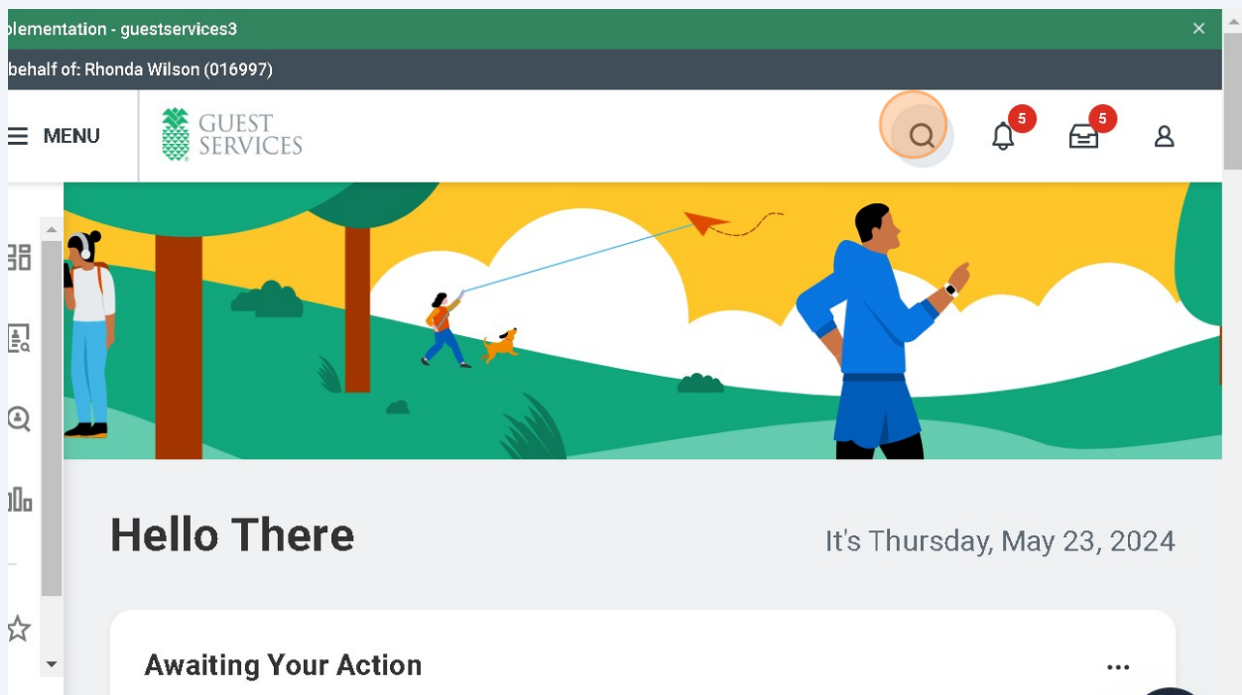 plementation - guestservices3
behalf of: Rhonda Wilson (016997)
MENU
GUEST
SERVICES
5
5
Hello There
It's Thursday, May 23, 2024
Awaiting Your Action